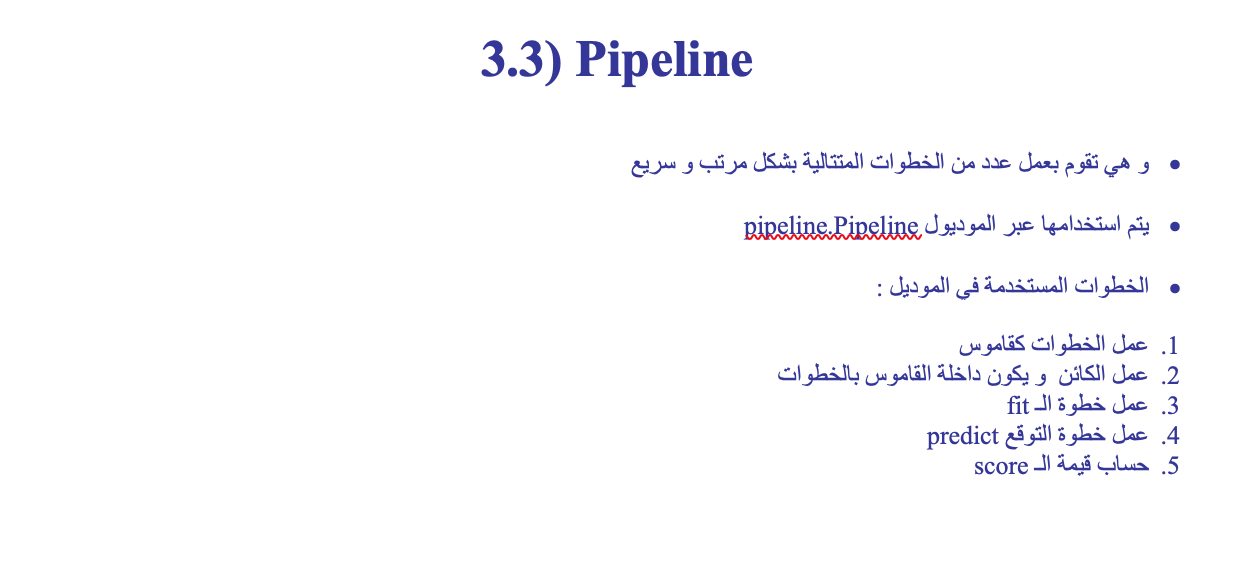 3.3) Pipeline
• و هي تقوم بعمل عدد من الخطوات المتتالية بشكل مرتب و سريع
• يتم استخدامها عبر الموديول pipeline.Pipeline
• الخطوات المستخدمة في الموديل :
1. عمل الخطوات كقاموس
2. عمل الكائن و يكون داخلة القاموس بالخطوات
3. عمل خطوة الـ fit
4. عمل خطوة التوقع predict
5. حساب قيمة الـ score